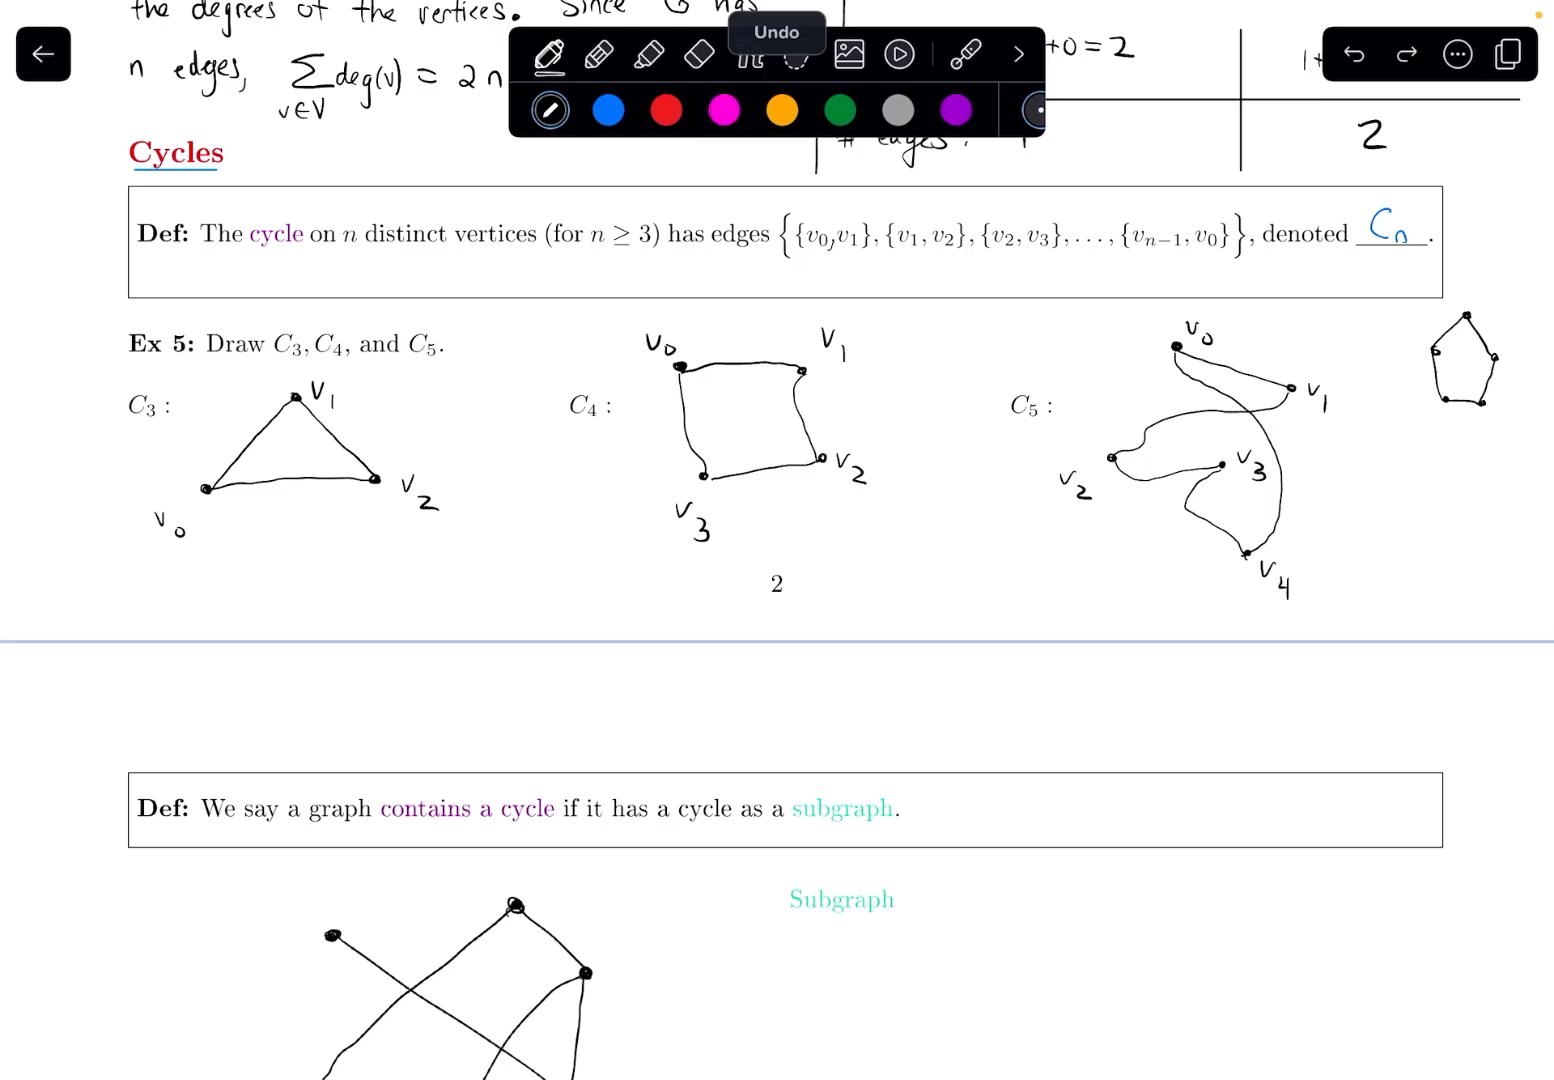 the degrees of the vertices. Since G has
n edges, ∑ deg(v) = 2n
v∈V
Undo
+0 = 2
1+
# edges:
2
Cycles
Def: The cycle on n distinct vertices (for n ≥ 3) has edges {{v₀,v₁}, {v₁, v₂}, {v₂, v₃}, . . . , {vₙ₋₁, v₀}}, denoted Cₙ.
Ex 5: Draw C₃, C₄, and C₅.
C₃ :
v₁
v₀
v₂
C₄ :
v₀
v₁
v₂
v₃
C₅ :
v₀
v₁
v₂
v₃
v₄
2
Def: We say a graph contains a cycle if it has a cycle as a subgraph.
Subgraph